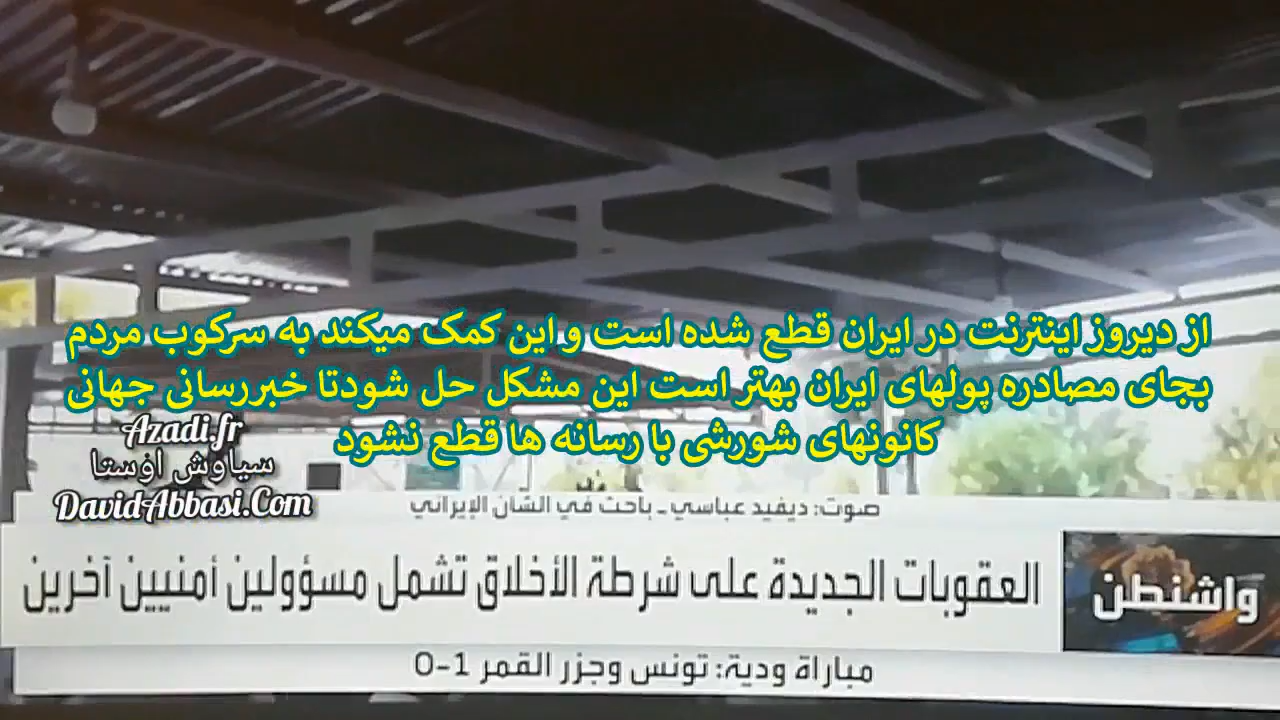 از دیروز اینترنت در ایران قطع شده است و این کمک میکند به سرکوب مردم
بجای مصادره پولهای ایران بهتر است این مشکل حل شودتا خبررسانی جهانی
کانونهای شورشی با رسانه ها قطع نشود
Azadi.fr
سیاوش اوستا
DavidAbbasi.Com
صوت: ديفيد عباسي - باحث في الشأن الإيراني
واشنطن
العقوبات الجديدة على شرطة الأخلاق تشمل مسؤولين أمنيين آخرين
مباراة ودية: تونس وجزر القمر 1-0